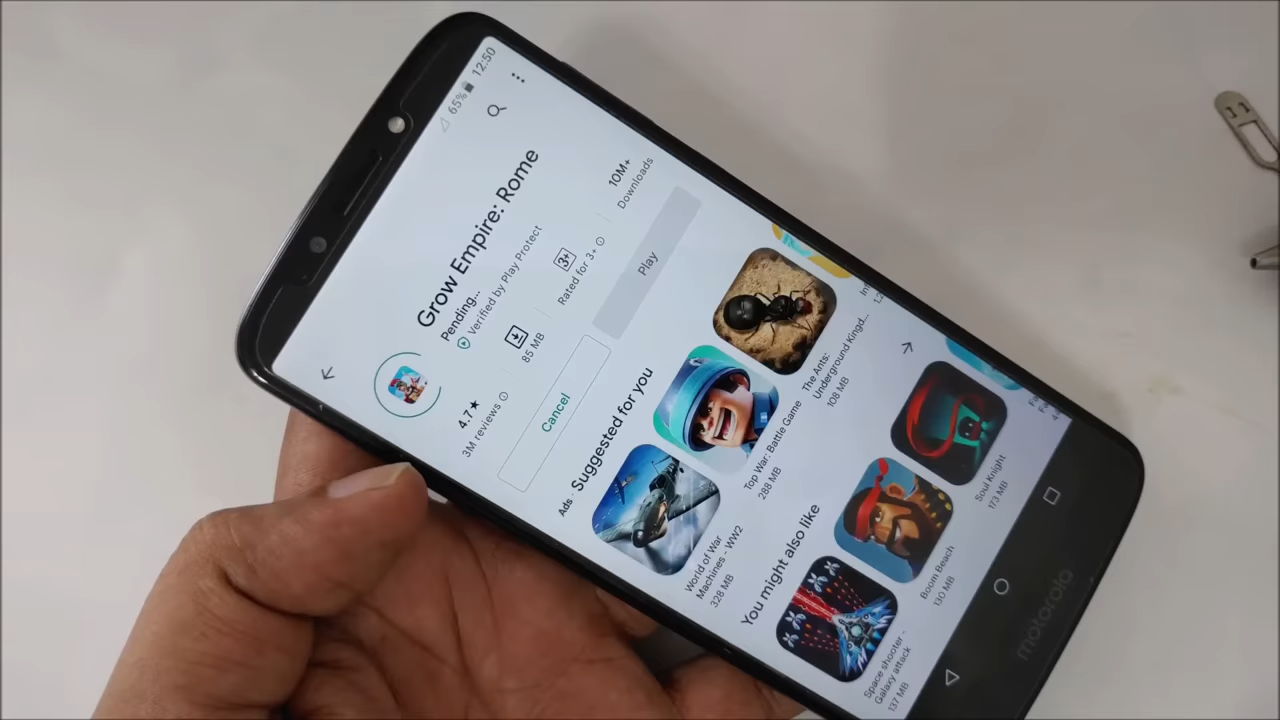 65% 12:50
Grow Empire: Rome
Pending...
Verified by Play Protect
4.7★
3M reviews
85 MB
3+
Rated for 3+
10M+
Downloads
Cancel
Play
Ads · Suggested for you
World of War
Machines - WW2
328 MB
Top War: Battle Game
288 MB
The Ants:
Underground Kingd...
108 MB
You might also like
Space shooter -
Galaxy attack
137 MB
Boom Beach
130 MB
Soul Knight
173 MB
motorola